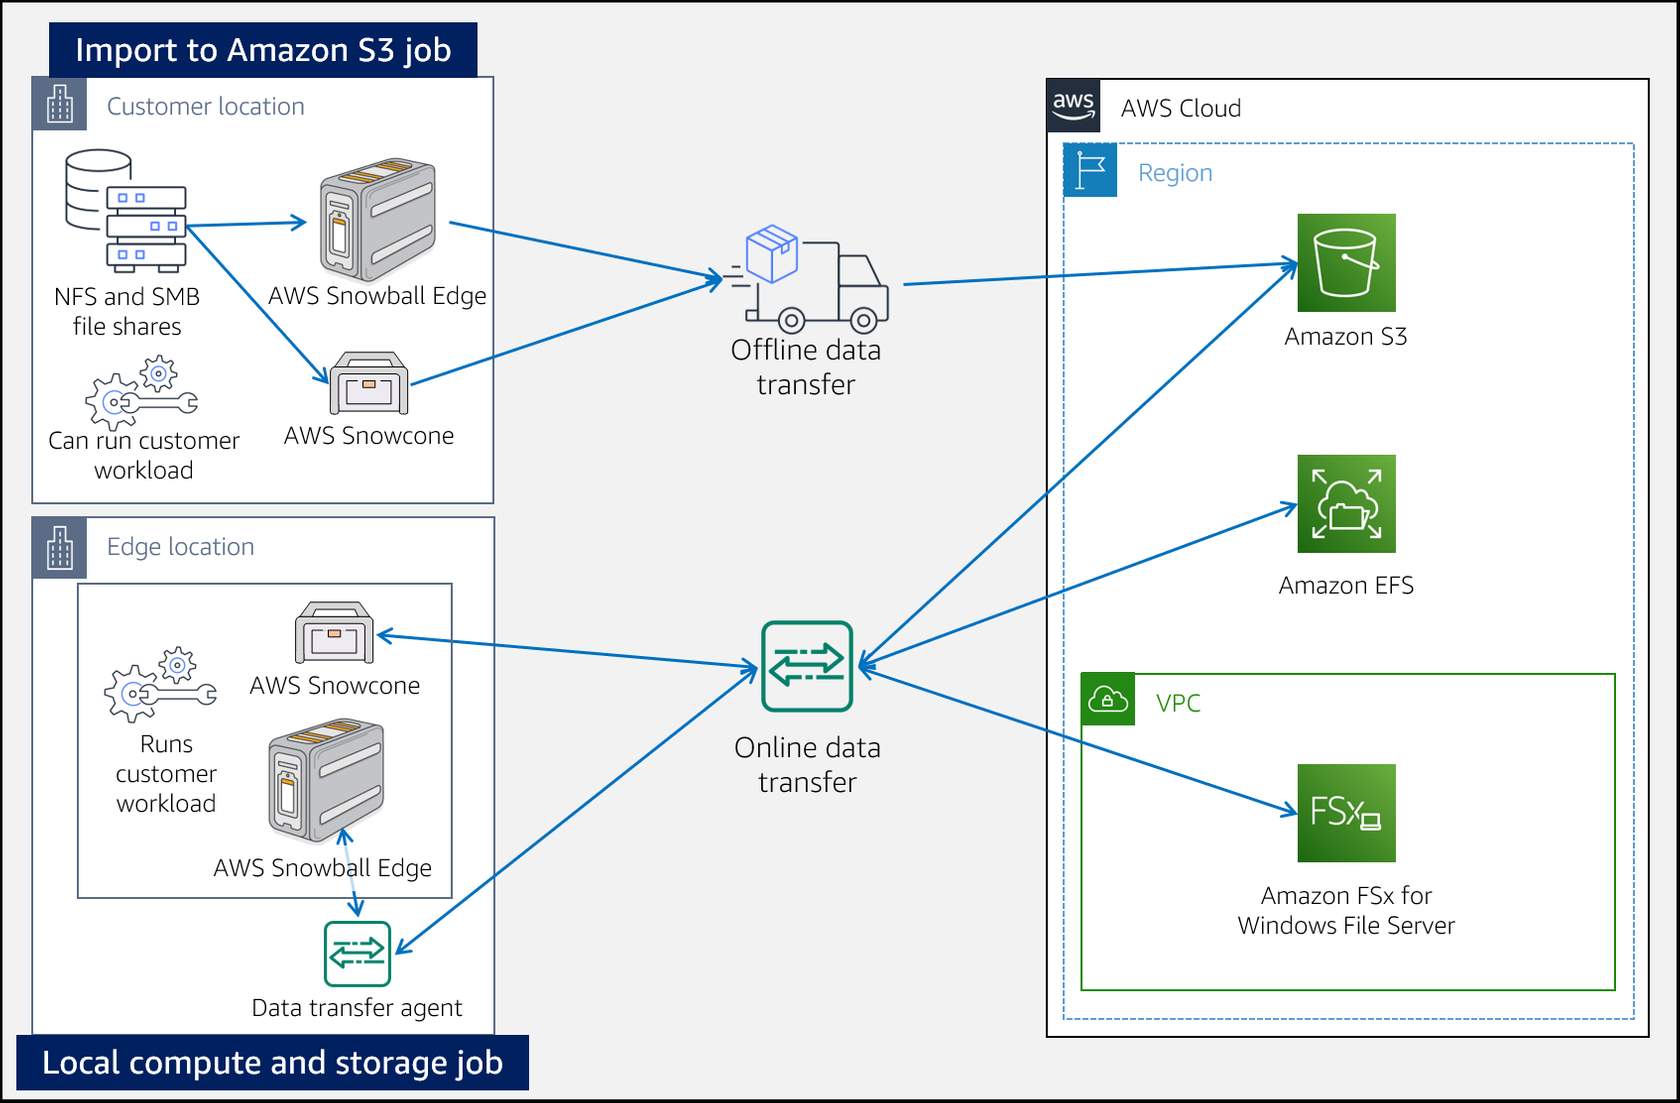 Import to Amazon S3 job
Customer location
NFS and SMB
file shares
AWS Snowball Edge
Can run customer
workload
AWS Snowcone
Offline data
transfer
aws
AWS Cloud
Region
Amazon S3
Amazon EFS
VPC
FSx
Amazon FSx for
Windows File Server
Edge location
AWS Snowcone
Runs
customer
workload
AWS Snowball Edge
Data transfer agent
Online data
transfer
Local compute and storage job